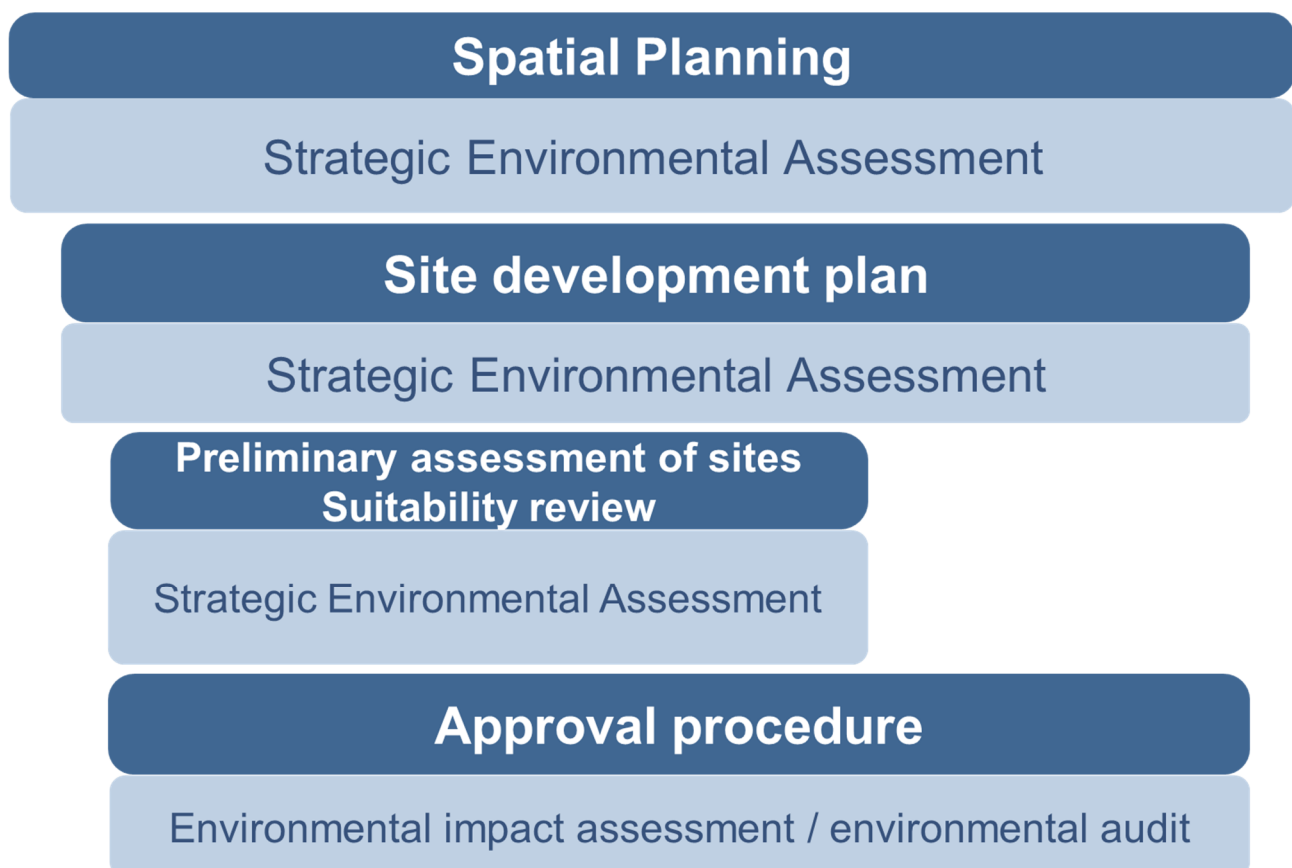 Spatial Planning
Strategic Environmental Assessment
Site development plan
Strategic Environmental Assessment
Preliminary assessment of sites
Suitability review
Strategic Environmental Assessment
Approval procedure
Environmental impact assessment / environmental audit